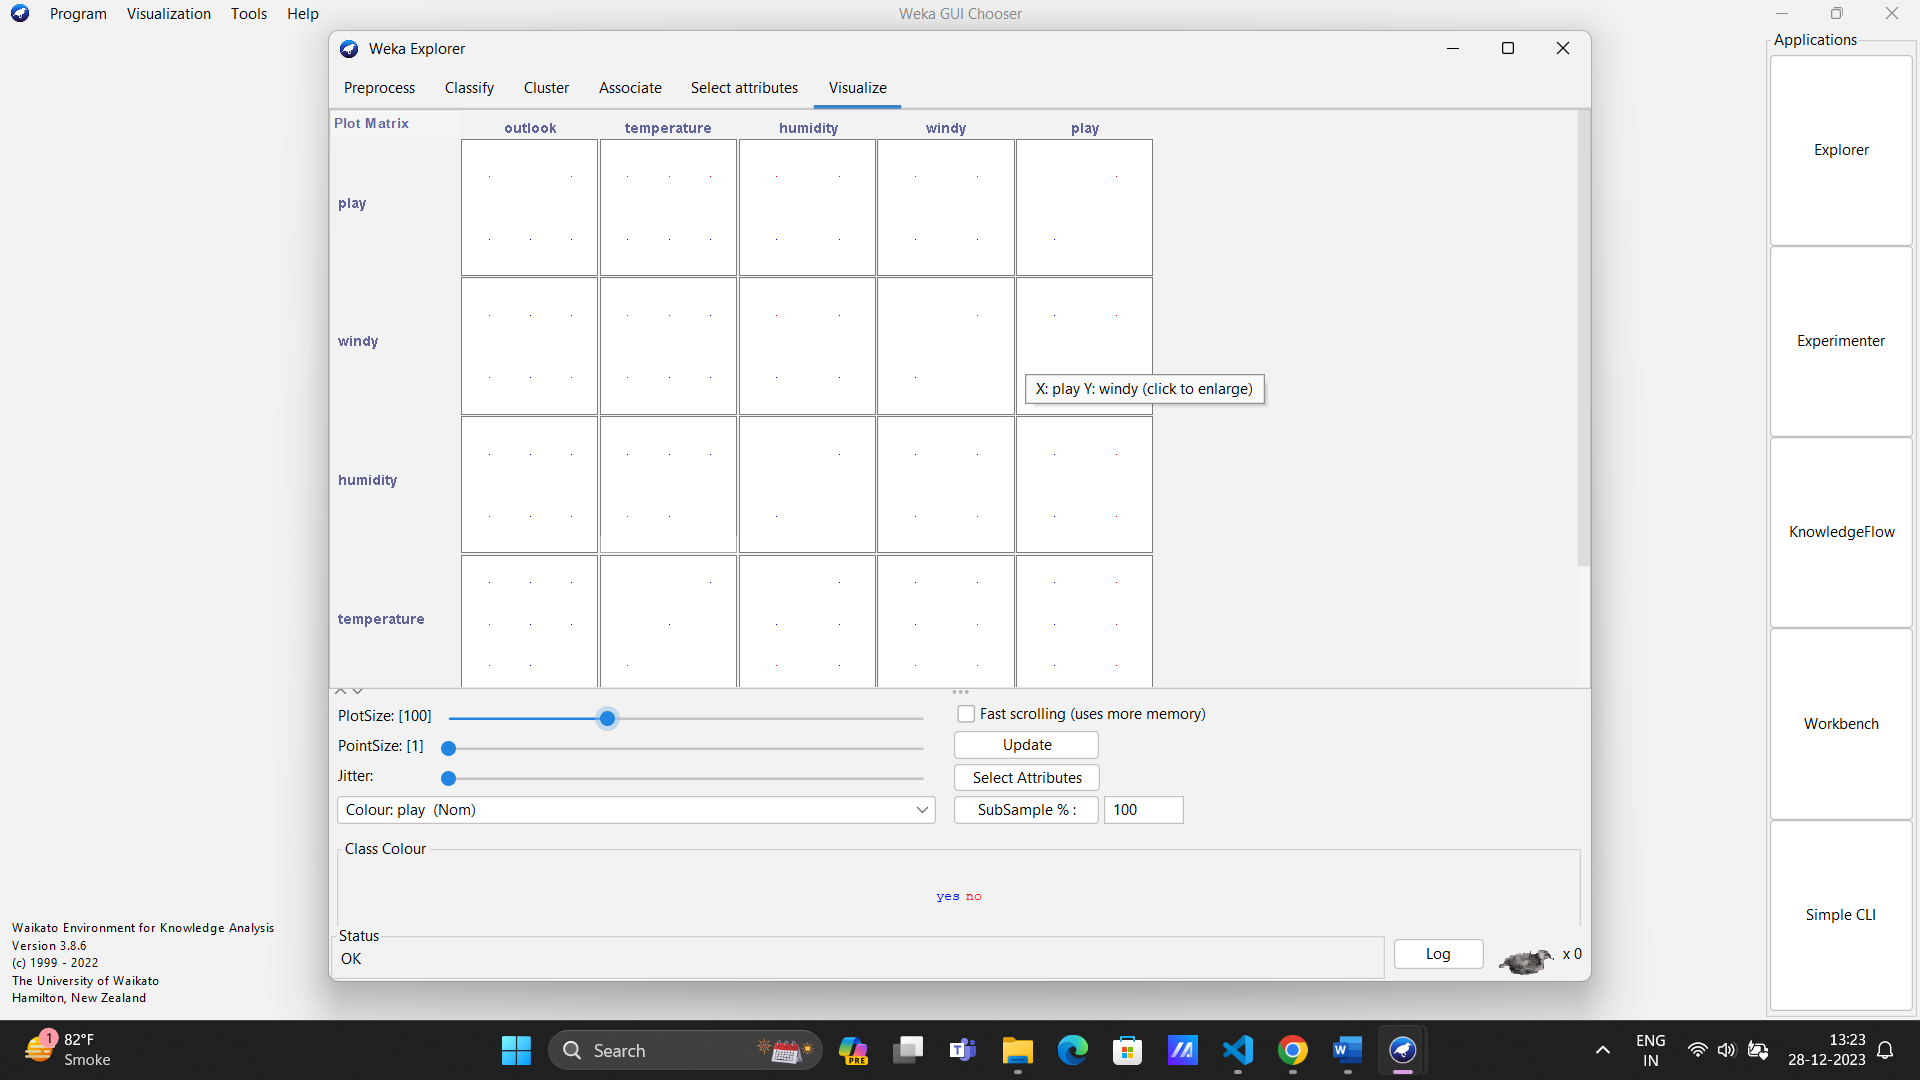 Program Visualization Tools Help
Weka GUI Chooser
Weka Explorer
Preprocess Classify Cluster Associate Select attributes Visualize
Plot Matrix
outlook temperature humidity windy play
play
windy
X: play Y: windy (click to enlarge)
humidity
temperature
PlotSize: [100]
PointSize: [1]
Jitter:
Colour: play (Nom)
Fast scrolling (uses more memory)
Update
Select Attributes
SubSample % : 100
Class Colour
yes no
Status
OK
Log
x 0
Applications
Explorer
Experimenter
KnowledgeFlow
Workbench
Simple CLI
Waikato Environment for Knowledge Analysis
Version 3.8.6
(c) 1999 - 2022
The University of Waikato
Hamilton, New Zealand
1
82°F
Smoke
Search
PRE
ENG
IN
13:23
28-12-2023